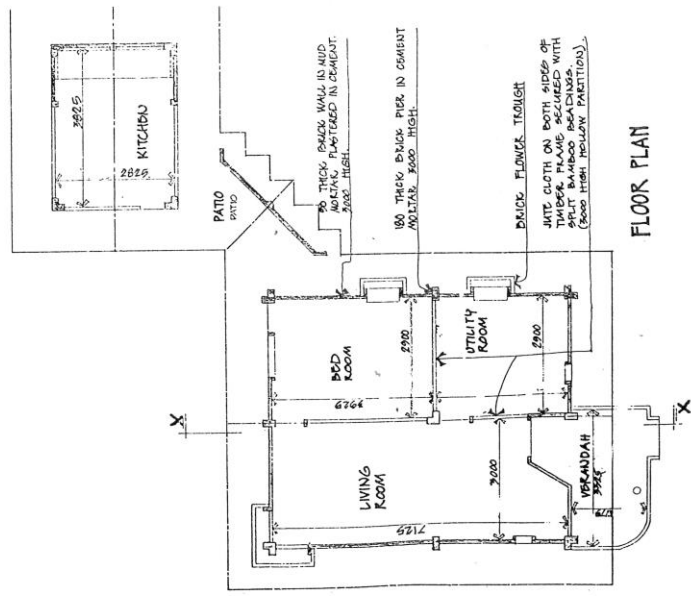 3825
2825
KITCHEN
PATIO
PATIO
THICK BRICK WALL IN MUD
MORTAR PLASTERED IN CEMENT.
3000 HIGH.
180 THICK BRICK PIER IN CEMENT
MORTAR 3000 HIGH.
BRICK FLOWER TROUGH
JUTE CLOTH ON BOTH SIDES OF
TIMBER FRAME SECURED WITH
SPLIT BAMBOO BEADINGS.
(3000 HIGH HOLLOW PARTITION).
FLOOR PLAN
BED
ROOM
2900
UTILITY
ROOM
2900
X
X
LIVING
ROOM
3000
7125
VERANDAH
UP